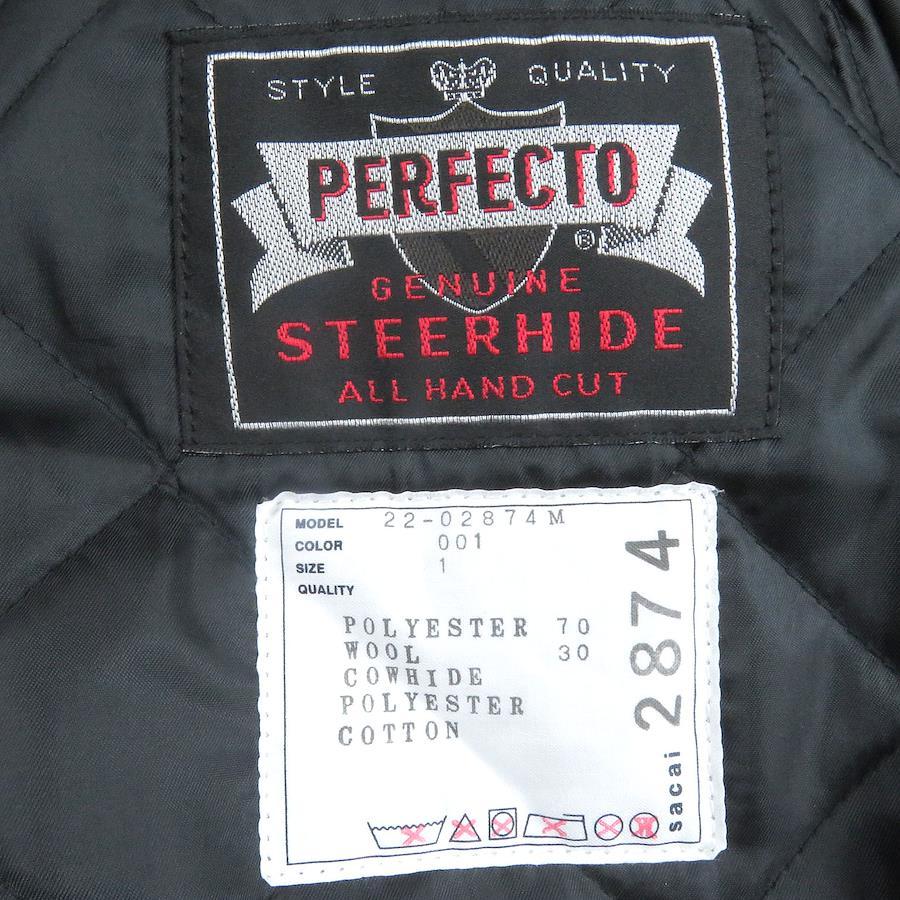 STYLE QUALITY
PERFECTO
®
GENUINE
STEERHIDE
ALL HAND CUT
MODEL 22-02874M
COLOR 001
SIZE 1
QUALITY
POLYESTER 70
WOOL 30
COWHIDE
POLYESTER
COTTON
2874
sacai